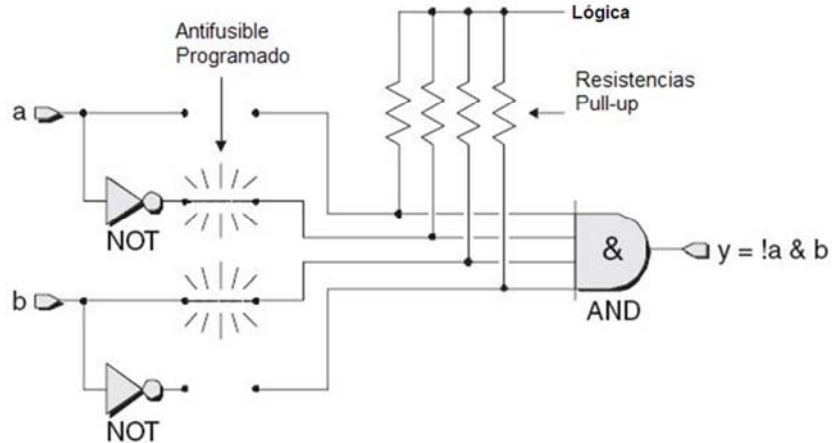 Lógica
Antifusible
Programado
Resistencias
Pull-up
a
NOT
&
y = !a & b
AND
b
NOT